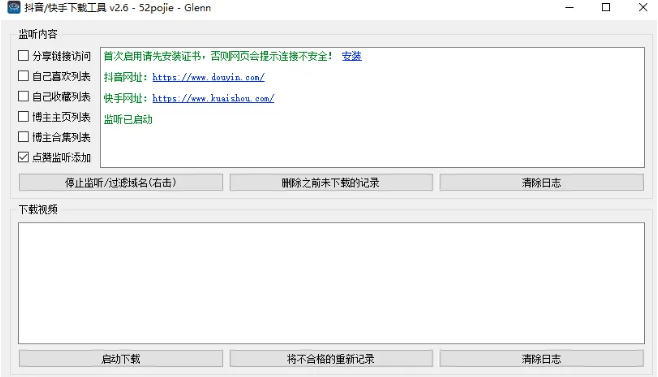 抖音/快手下载工具 v2.6 - 52pojie - Glenn
监听内容
分享链接访问
自己喜欢列表
自己收藏列表
博主主页列表
博主合集列表
点赞监听添加
首次启用请先安装证书，否则网页会提示连接不安全！ 安装
抖音网址：https://www.douyin.com/
快手网址：https://www.kuaishou.com/
监听已启动
停止监听/过滤域名(右击)
删除之前未下载的记录
清除日志
下载视频
启动下载
将不合格的重新记录
清除日志